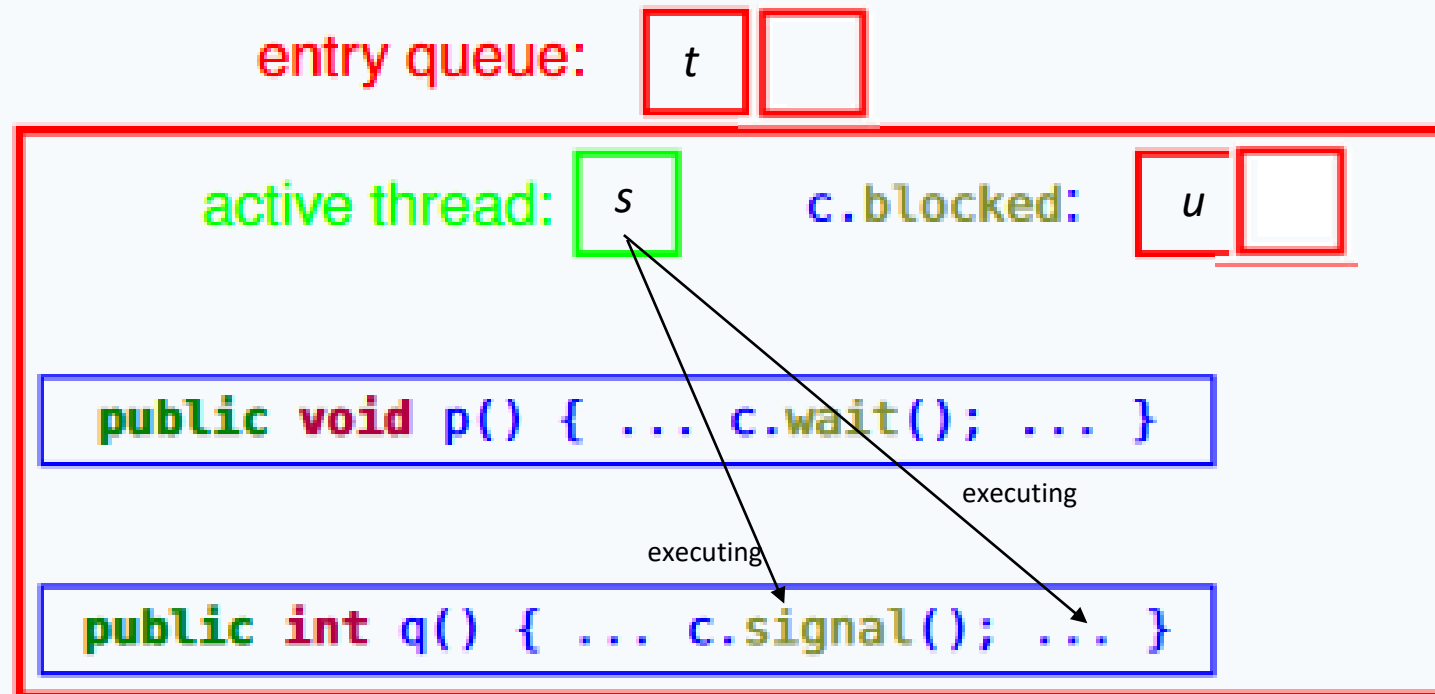 entry queue: t
active thread: s c.blocked: u
public void p() { ... c.wait(); ... }
executing
executing
public int q() { ... c.signal(); ... }